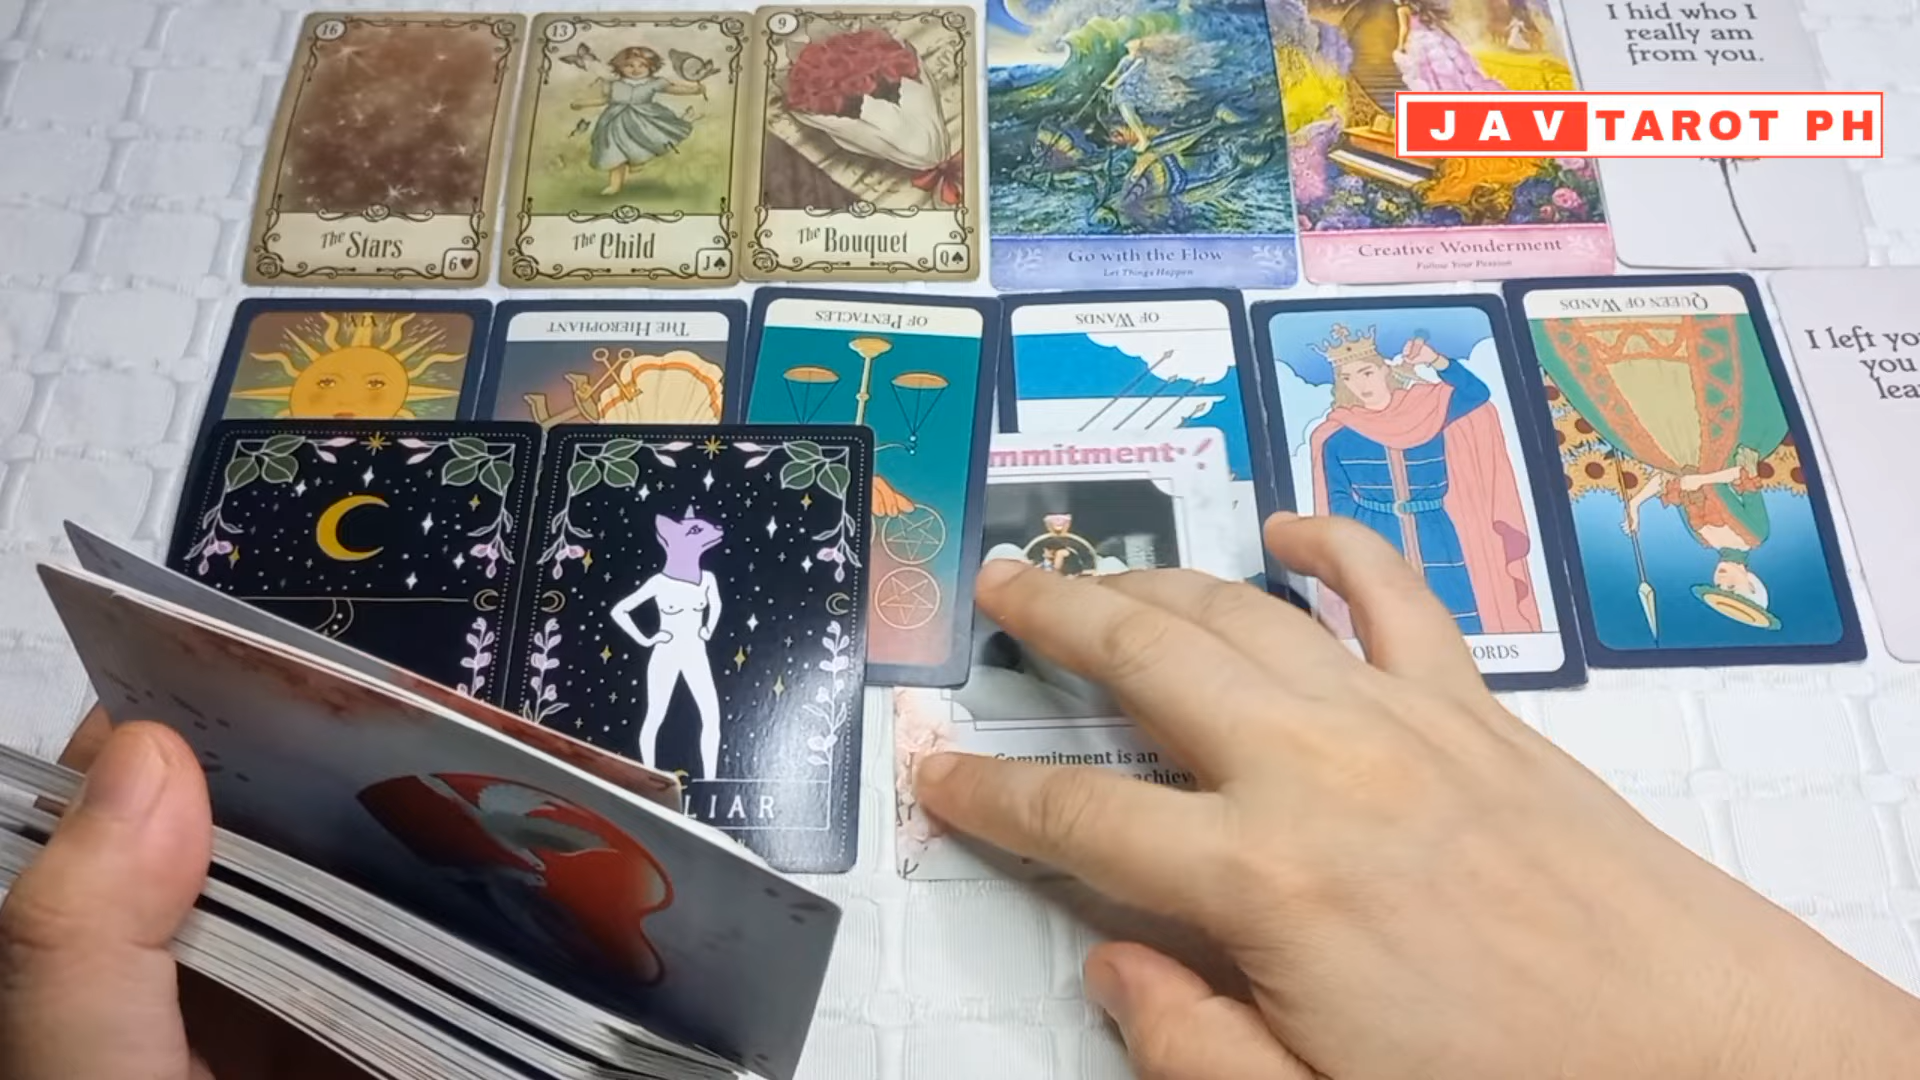 16
13
9
I hid who I
really am
from you.
JAV TAROT PH
The Stars
6♥
The Child
J♠
The Bouquet
Q♠
Go with the Flow
Let Things Happen
Creative Wonderment
Follow Your Passion
XIX
THE HIEROPHANT
OF PENTACLES
OF WANDS
QUEEN OF WANDS
I left yo
you
lea
mmitment
ORDS
Commitment is an
achiev
LIAR